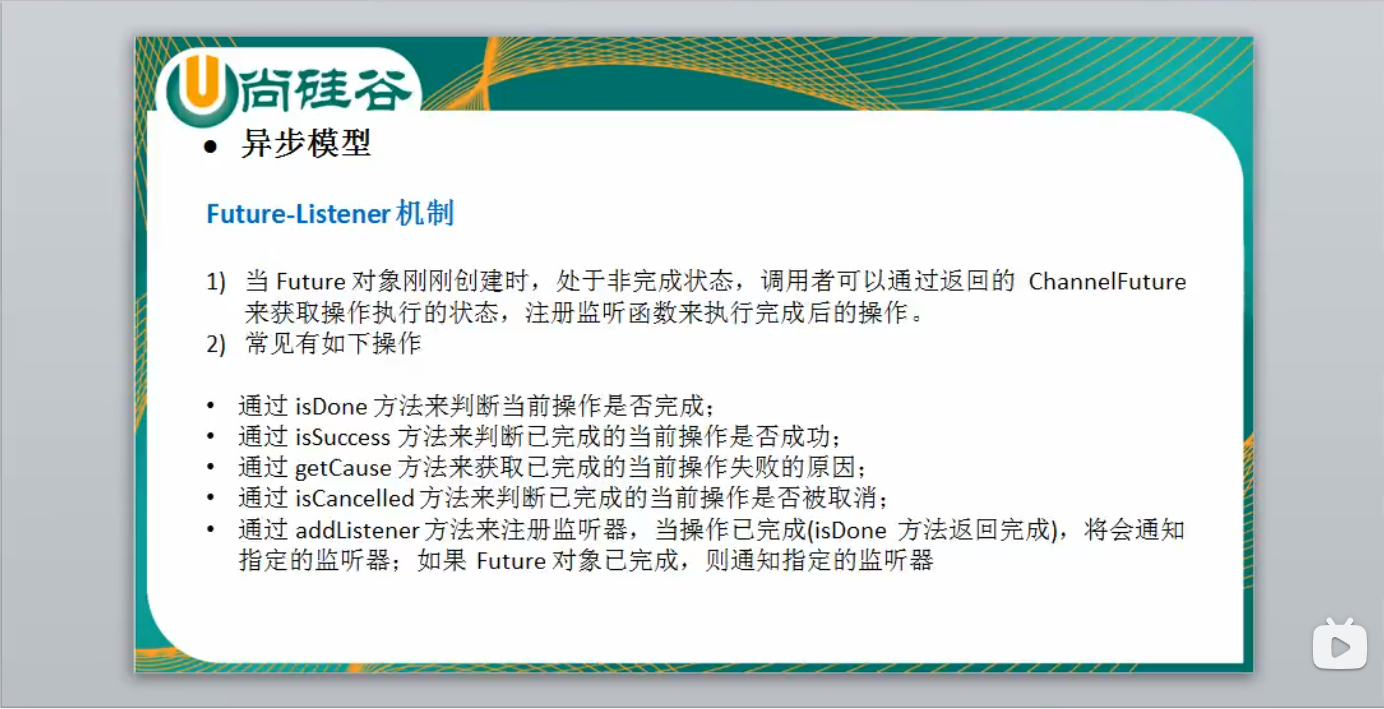 尚硅谷
● 异步模型
Future-Listener 机制
1) 当 Future 对象刚刚创建时，处于非完成状态，调用者可以通过返回的 ChannelFuture
来获取操作执行的状态，注册监听函数来执行完成后的操作。
2) 常见有如下操作
• 通过 isDone 方法来判断当前操作是否完成；
• 通过 isSuccess 方法来判断已完成的当前操作是否成功；
• 通过 getCause 方法来获取已完成的当前操作失败的原因；
• 通过 isCancelled 方法来判断已完成的当前操作是否被取消；
• 通过 addListener 方法来注册监听器，当操作已完成(isDone 方法返回完成)，将会通知
指定的监听器；如果 Future 对象已完成，则通知指定的监听器